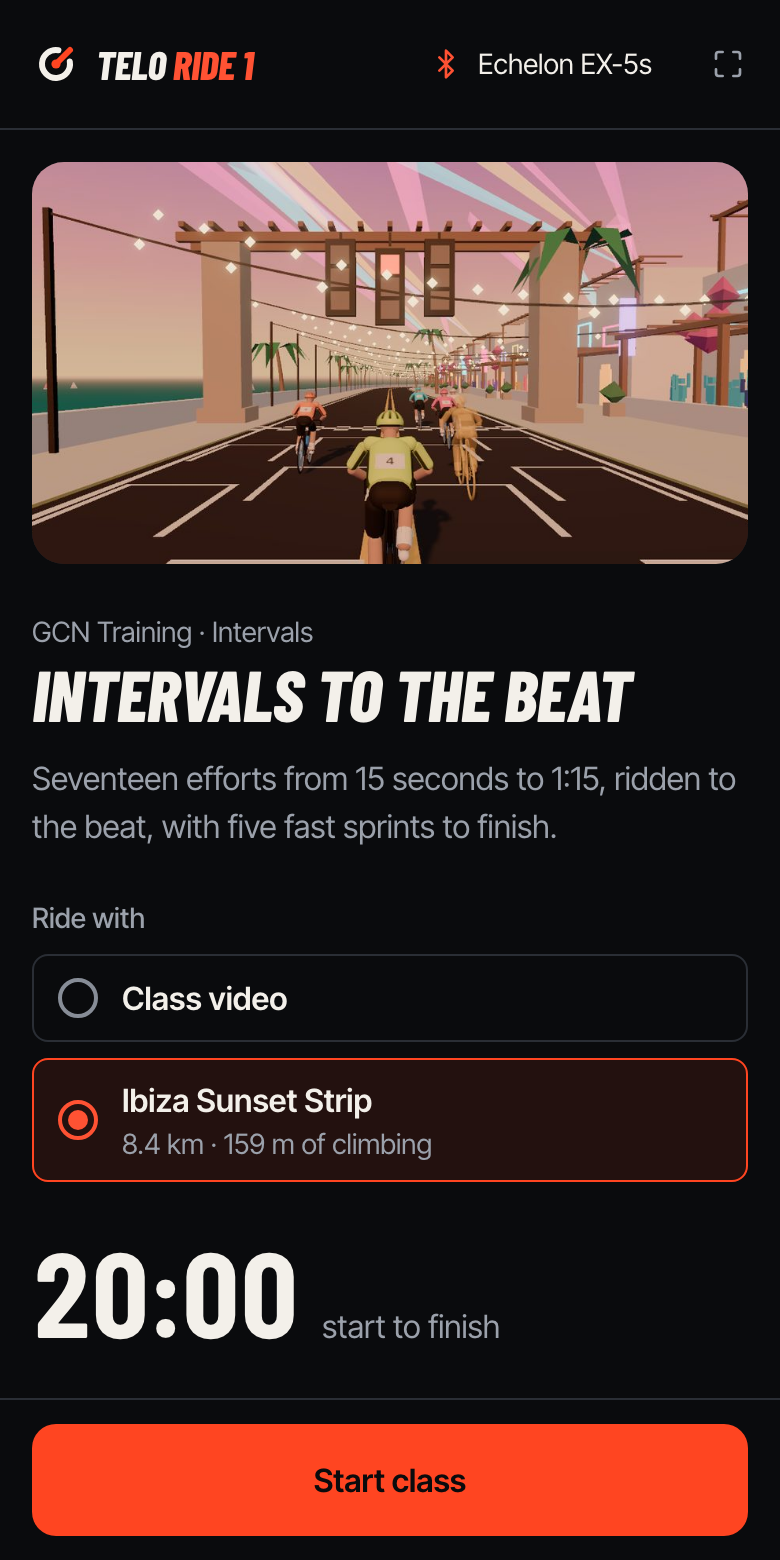 TELO RIDE 1
Echelon EX-5s
4
GCN Training · Intervals
INTERVALS TO THE BEAT
Seventeen efforts from 15 seconds to 1:15, ridden to
the beat, with five fast sprints to finish.
Ride with
Class video
Ibiza Sunset Strip
8.4 km · 159 m of climbing
20:00 start to finish
Start class